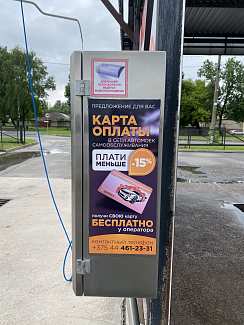 ПРЕДЛОЖЕНИЕ ДЛЯ ВАС
КАРТА
ОПЛАТЫ
В СЕТИ АВТОМОЕК
САМООБСЛУЖИВАНИЯ
ПЛАТИ
МЕНЬШЕ
-15%
получи СВОЮ карту
БЕСПЛАТНО
у оператора
контактный телефон
+375 44 461-23-31